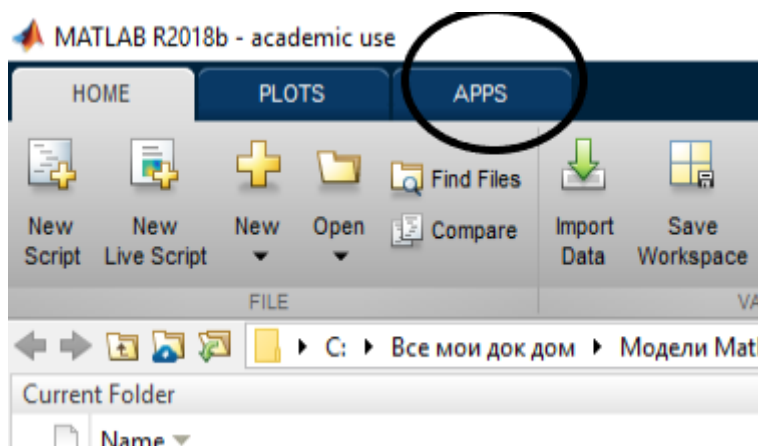 MATLAB R2018b - academic use
HOME PLOTS APPS
New Script
New Live Script
New
Open
Find Files
Compare
Import Data
Save Workspace
FILE
C: Все мои док дом Модели
Current Folder
Name